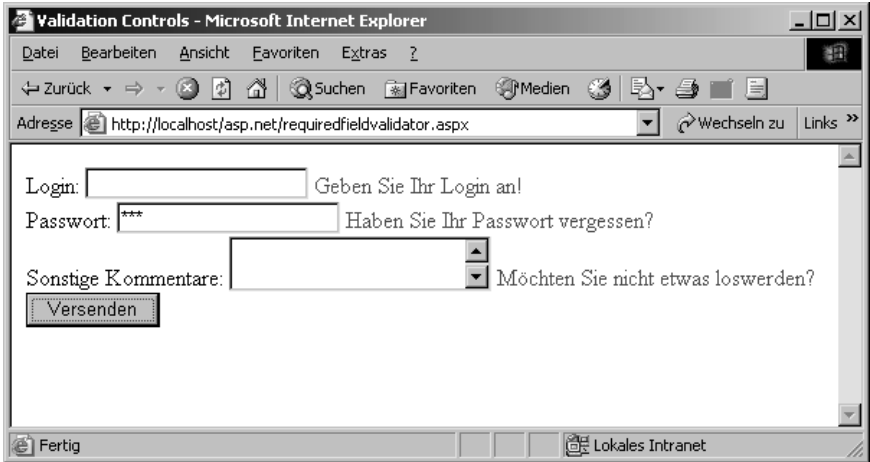 Validation Controls - Microsoft Internet Explorer
Datei Bearbeiten Ansicht Favoriten Extras ?
Zurück Suchen Favoriten Medien
Adresse http://localhost/asp.net/requiredfieldvalidator.aspx Wechseln zu Links »
Login: Geben Sie Ihr Login an!
Passwort: *** Haben Sie Ihr Passwort vergessen?
Sonstige Kommentare: Möchten Sie nicht etwas loswerden?
Versenden
Fertig Lokales Intranet